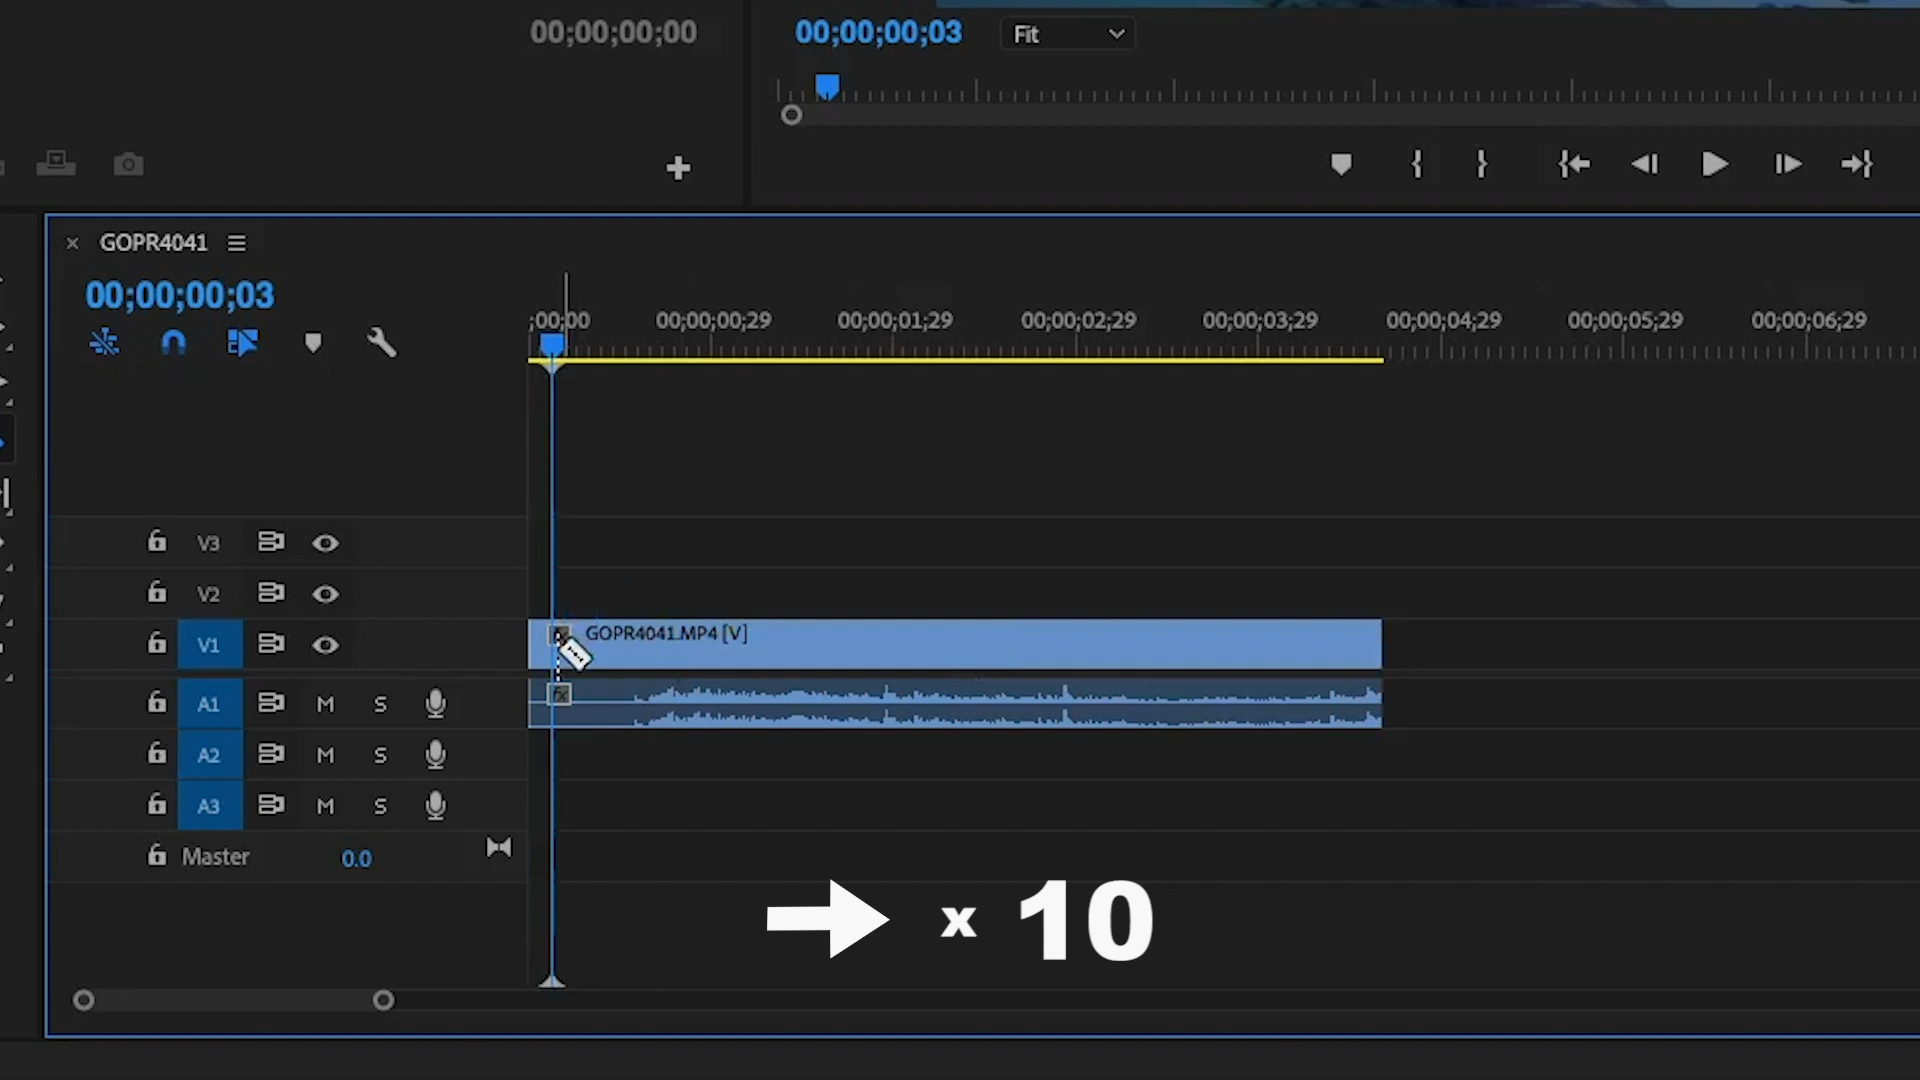 00;00;00;00
00;00;00;03
Fit
GOPR4041
00;00;00;03
;00;00
00;00;00;29
00;00;01;29
00;00;02;29
00;00;03;29
00;00;04;29
00;00;05;29
00;00;06;29
V3
V2
V1
GOPR4041.MP4 [V]
fx
A1 M S
A2 M S
A3 M S
Master 0.0
x 10